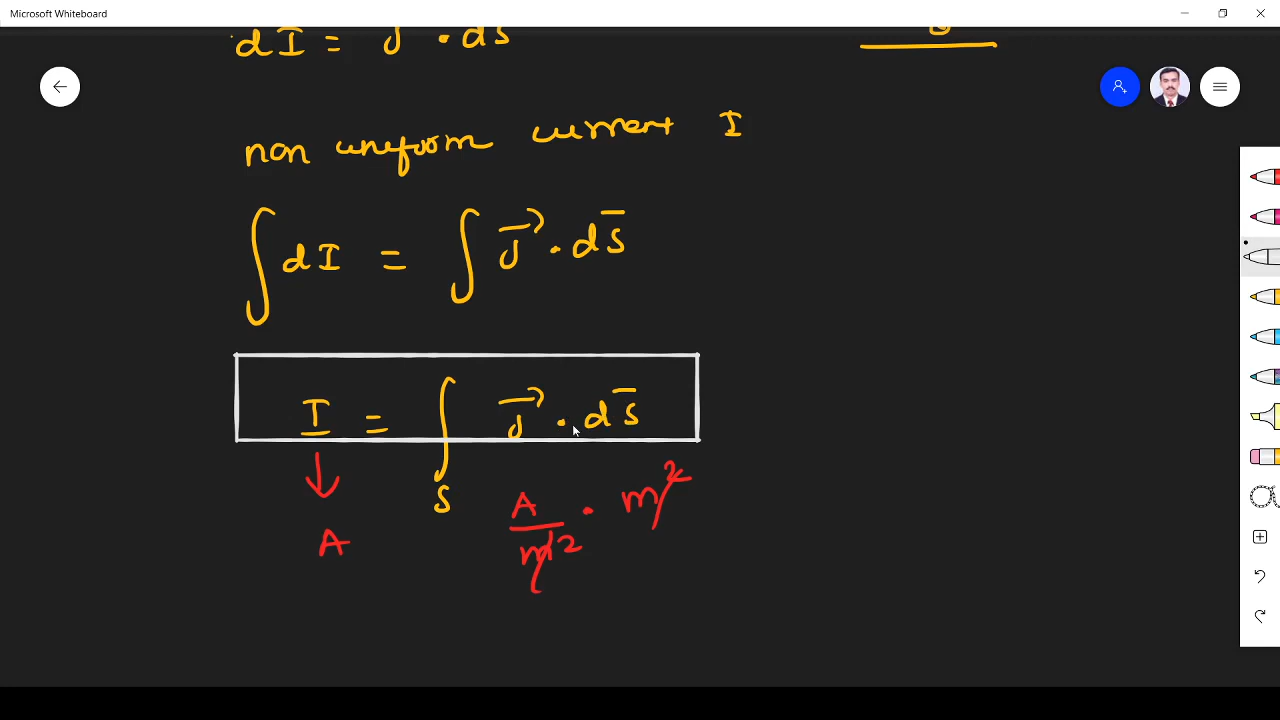 Microsoft Whiteboard
dI = J · ds
non uniform current I
∫ dI = ∫ J⃗ · ds̅
I = ∫ J⃗ · ds̅
S
A
A/m² · m²